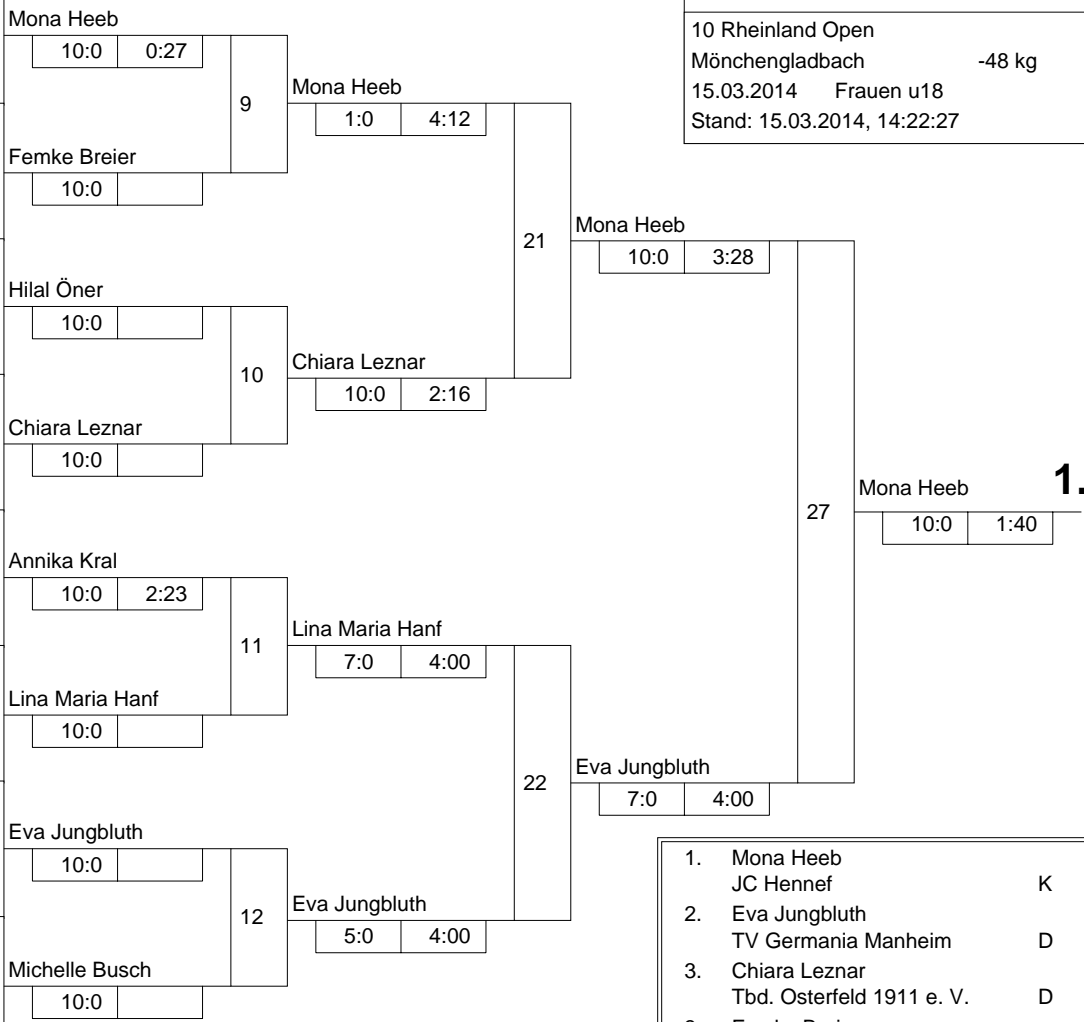 Mona Heeb
10:0 0:27
9
Femke Breier
10:0
Hilal Öner
10:0
10
Chiara Leznar
10:0
Annika Kral
10:0 2:23
11
Lina Maria Hanf
10:0
Eva Jungbluth
10:0
12
Michelle Busch
10:0
Mona Heeb
1:0 4:12
21
Chiara Leznar
10:0 2:16
Lina Maria Hanf
7:0 4:00
22
Eva Jungbluth
5:0 4:00
Mona Heeb
10:0 3:28
27
Eva Jungbluth
7:0 4:00
Mona Heeb 1.
10:0 1:40
10 Rheinland Open
Mönchengladbach -48 kg
15.03.2014 Frauen u18
Stand: 15.03.2014, 14:22:27
1. Mona Heeb
JC Hennef K
2. Eva Jungbluth
TV Germania Manheim D
3. Chiara Leznar
Tbd. Osterfeld 1911 e. V. D